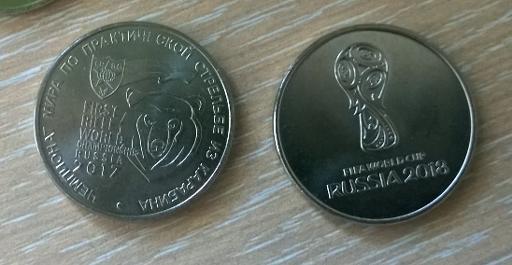 ЧЕМПИОНАТ МИРА ПО ПРАКТИЧЕСКОЙ СТРЕЛЬБЕ ИЗ КАРАБИНА
FIRST
RIFLE
WORLD
CHAMPIONSHIP
RUSSIA
2017
FIFA WORLD CUP
RUSSIA 2018